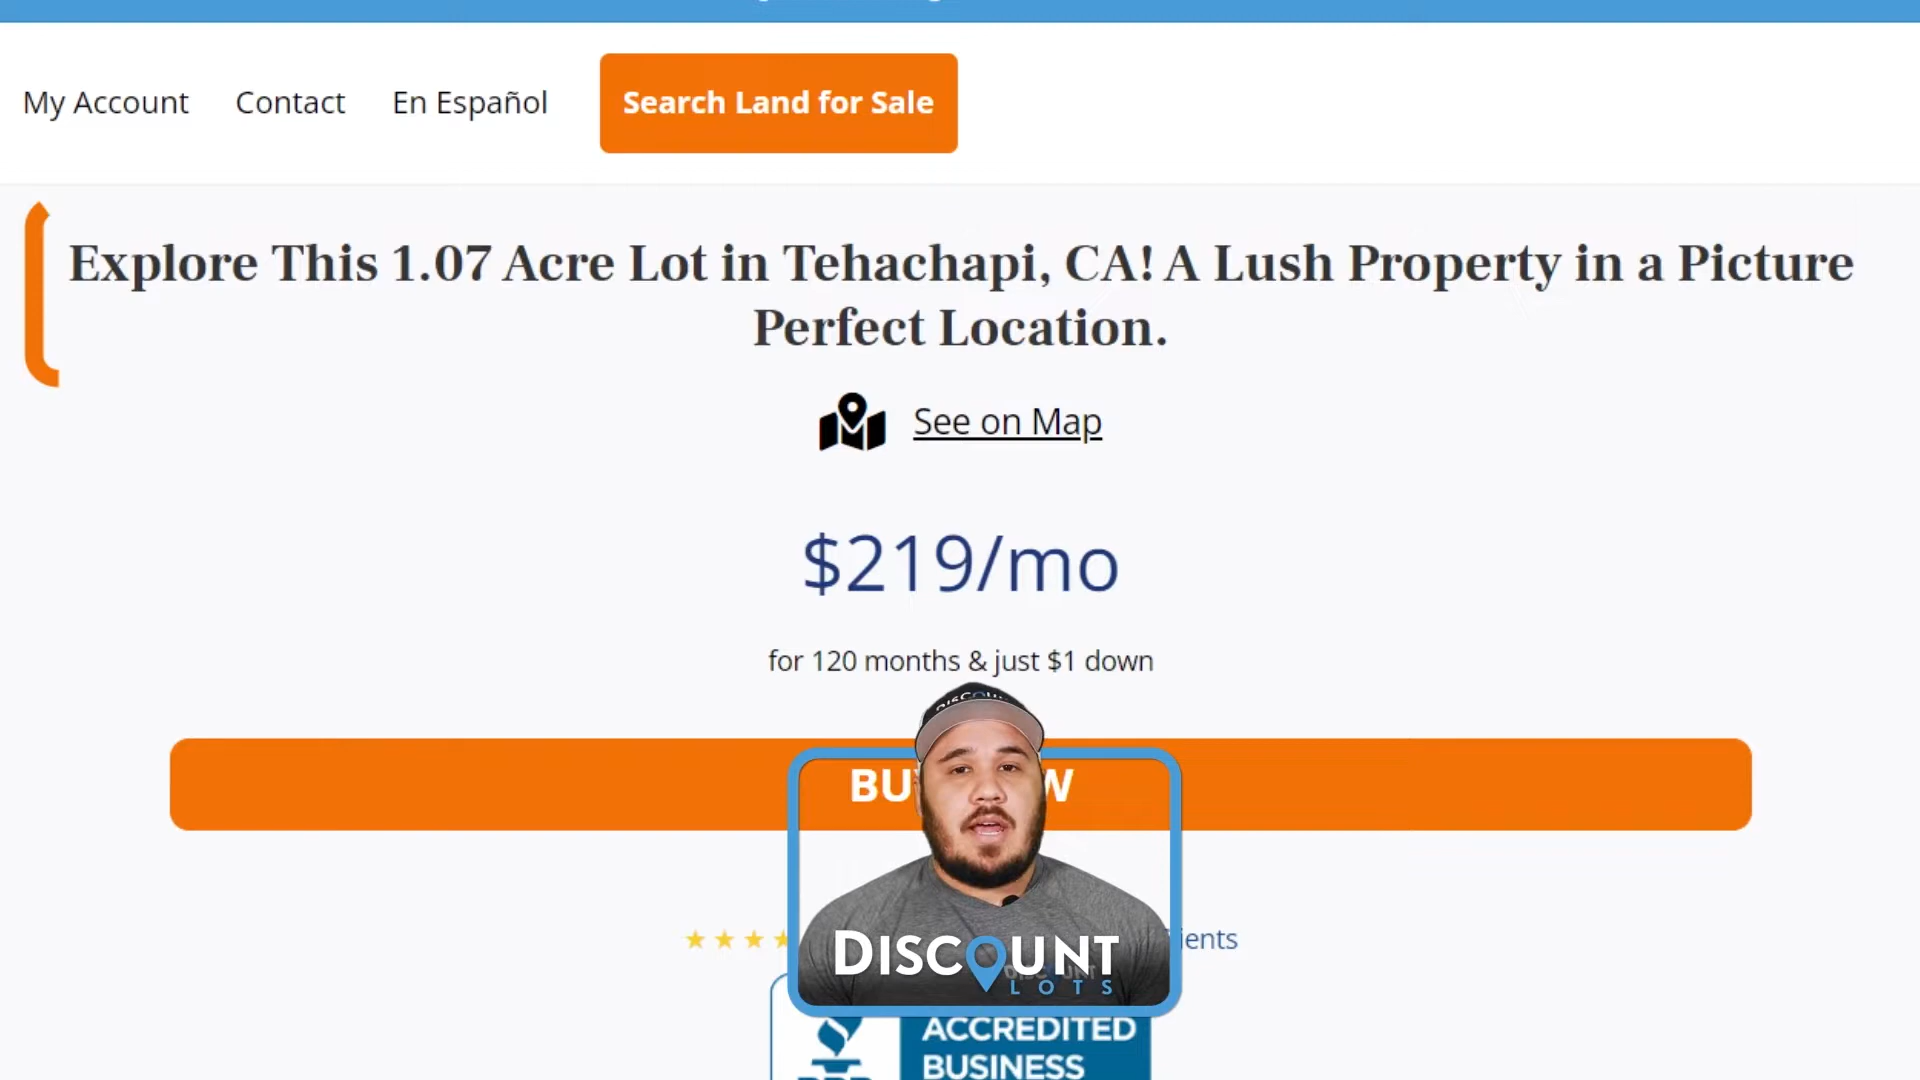 My Account Contact En Español Search Land for Sale
Explore This 1.07 Acre Lot in Tehachapi, CA! A Lush Property in a Picture
Perfect Location.
See on Map
$219/mo
for 120 months & just $1 down
DISCOUNT
LOTS
ACCREDITED
BUSINESS